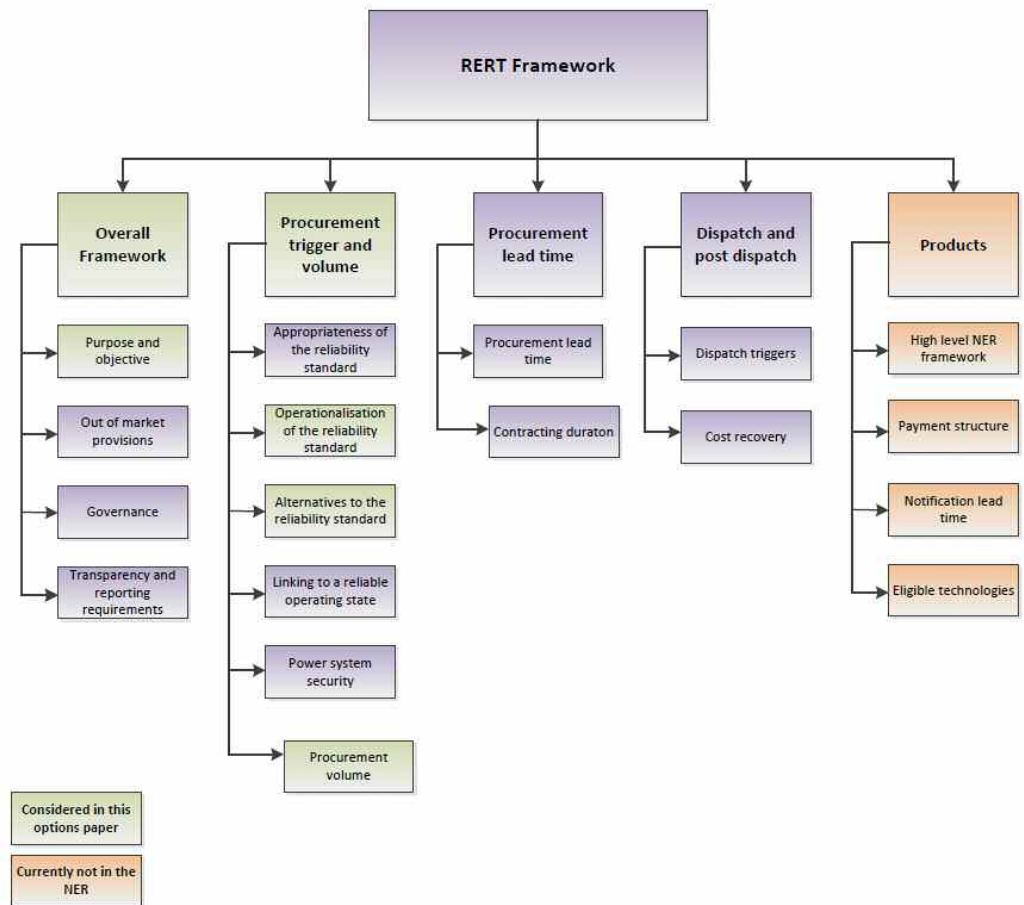 RERT Framework
Overall
Framework
Procurement
trigger and
volume
Procurement
lead time
Dispatch and
post dispatch
Products
Purpose and
objective
Out of market
provisions
Governance
Transparency and
reporting
requirements
Appropriateness of
the reliability
standard
Operationalisation
of the reliability
standard
Alternatives to the
reliability standard
Linking to a reliable
operating state
Power system
security
Procurement
volume
Procurement lead
time
Contracting duraton
Dispatch triggers
Cost recovery
High level NER
framework
Payment structure
Notification lead
time
Eligible technologies
Considered in this
options paper
Currently not in the
NER